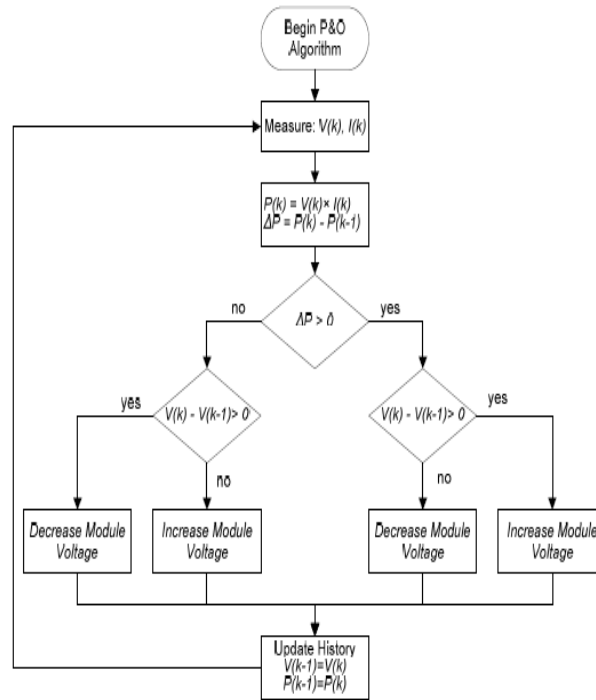 Begin P&O
Algorithm
Measure: V(k), I(k)
P(k) = V(k)× I(k)
ΔP = P(k) - P(k-1)
ΔP > 0
no
yes
V(k) - V(k-1)> 0
yes
no
V(k) - V(k-1)> 0
yes
no
Decrease Module
Voltage
Increase Module
Voltage
Decrease Module
Voltage
Increase Module
Voltage
Update History
V(k-1)=V(k)
P(k-1)=P(k)